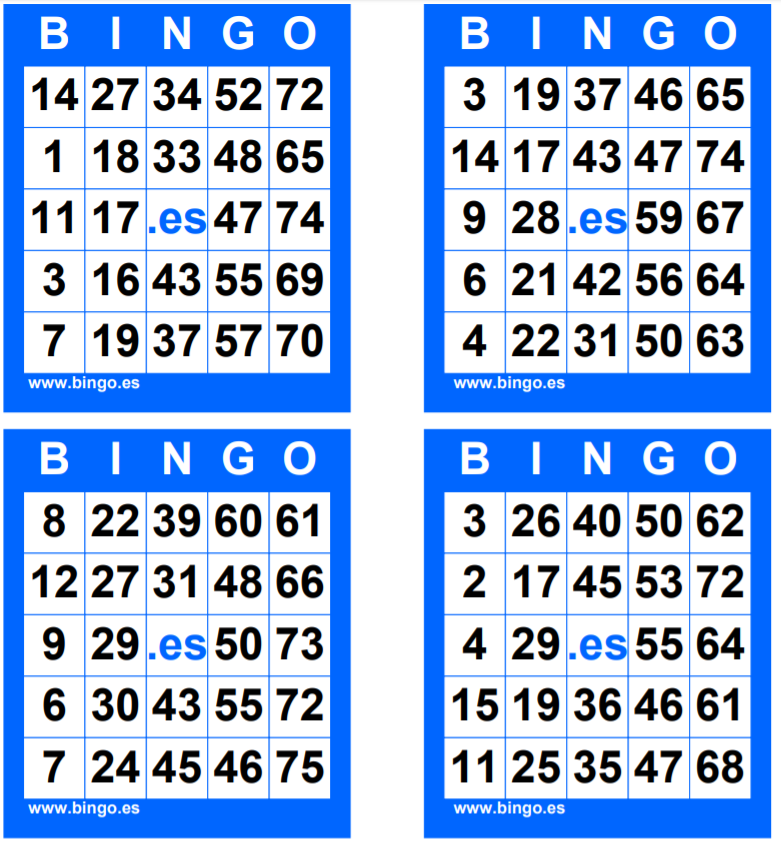 B I N G O
14 27 34 52 72
1 18 33 48 65
11 17 .es 47 74
3 16 43 55 69
7 19 37 57 70
www.bingo.es
B I N G O
3 19 37 46 65
14 17 43 47 74
9 28 .es 59 67
6 21 42 56 64
4 22 31 50 63
www.bingo.es
B I N G O
8 22 39 60 61
12 27 31 48 66
9 29 .es 50 73
6 30 43 55 72
7 24 45 46 75
www.bingo.es
B I N G O
3 26 40 50 62
2 17 45 53 72
4 29 .es 55 64
15 19 36 46 61
11 25 35 47 68
www.bingo.es